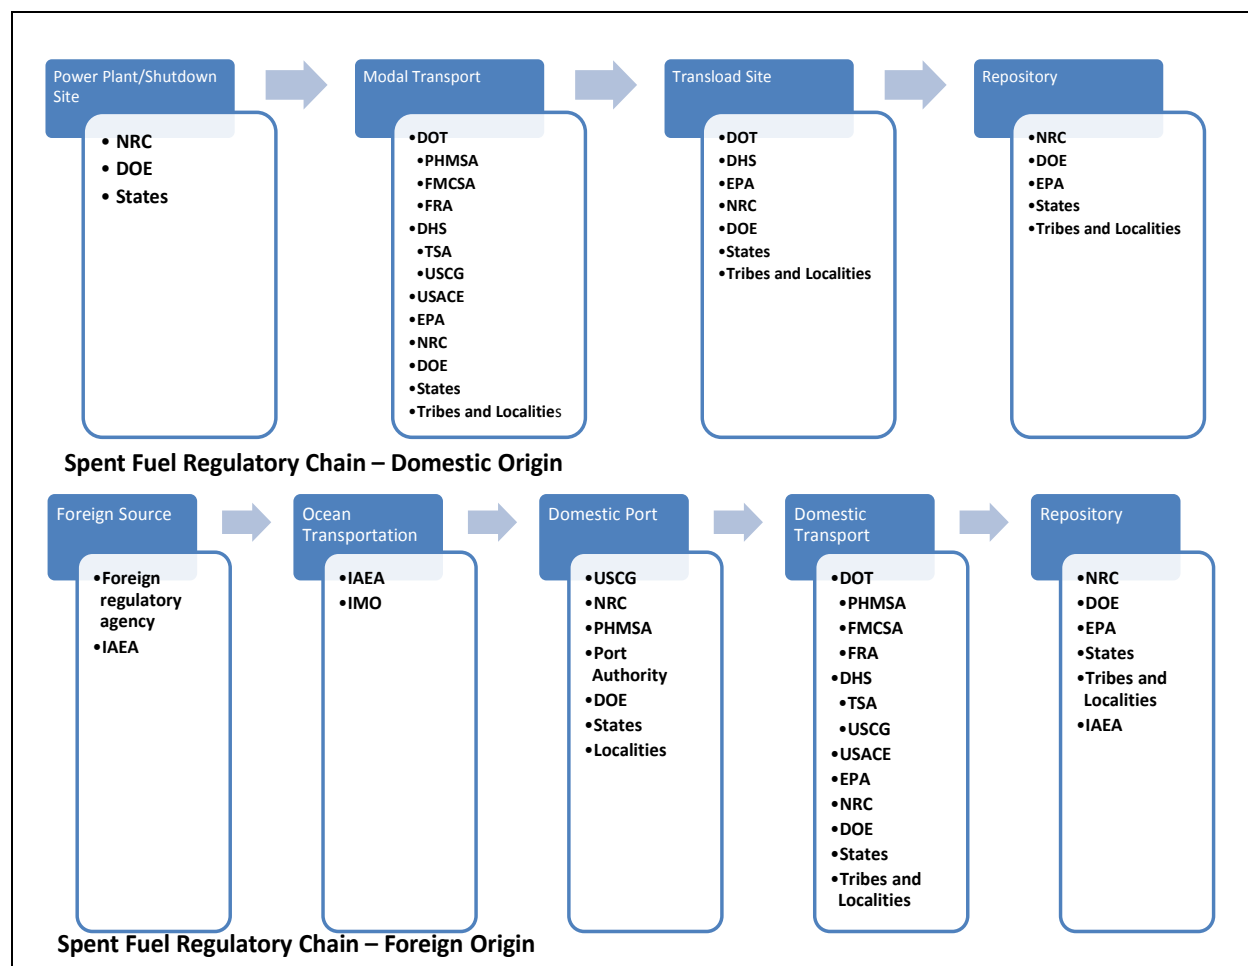 Power Plant/Shutdown
Site
• NRC
• DOE
• States
Modal Transport
•DOT
•PHMSA
•FMCSA
•FRA
•DHS
•TSA
•USCG
•USACE
•EPA
•NRC
•DOE
•States
•Tribes and Localities
Transload Site
•DOT
•DHS
•EPA
•NRC
•DOE
•States
•Tribes and Localities
Repository
•NRC
•DOE
•EPA
•States
•Tribes and Localities
Spent Fuel Regulatory Chain – Domestic Origin
Foreign Source
•Foreign
regulatory
agency
•IAEA
Ocean
Transportation
•IAEA
•IMO
Domestic Port
•USCG
•NRC
•PHMSA
•Port
Authority
•DOE
•States
•Localities
Domestic
Transport
•DOT
•PHMSA
•FMCSA
•FRA
•DHS
•TSA
•USCG
•USACE
•EPA
•NRC
•DOE
•States
•Tribes and
Localities
Repository
•NRC
•DOE
•EPA
•States
•Tribes and
Localities
•IAEA
Spent Fuel Regulatory Chain – Foreign Origin